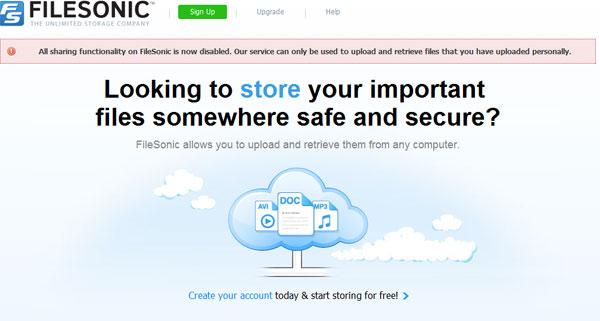 FS FILESONIC™
THE UNLIMITED STORAGE COMPANY
Sign Up Upgrade Help
All sharing functionality on FileSonic is now disabled. Our service can only be used to upload and retrieve files that you have uploaded personally.
Looking to store your important
files somewhere safe and secure?
FileSonic allows you to upload and retrieve them from any computer.
AVI DOC MP3
Create your account today & start storing for free!